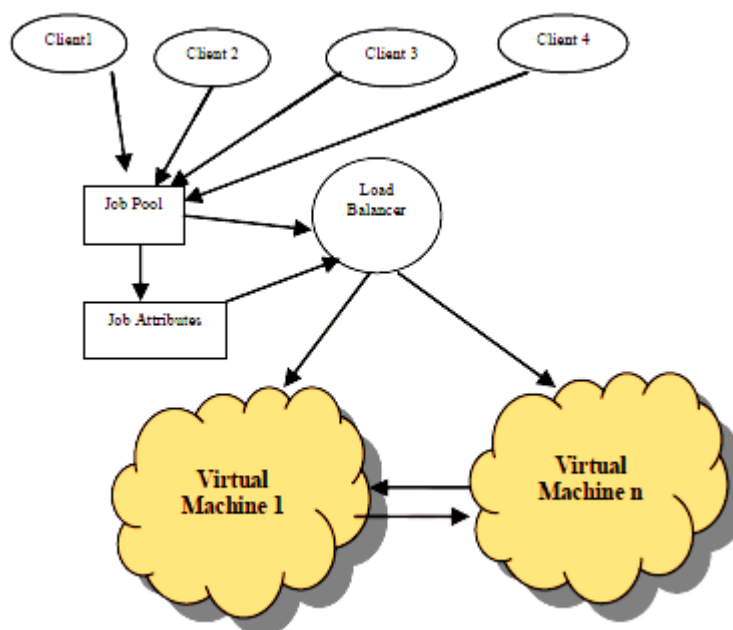 Client1
Client 2
Client 3
Client 4
Job Pool
Load
Balancer
Job Attributes
Virtual
Machine 1
Virtual
Machine n